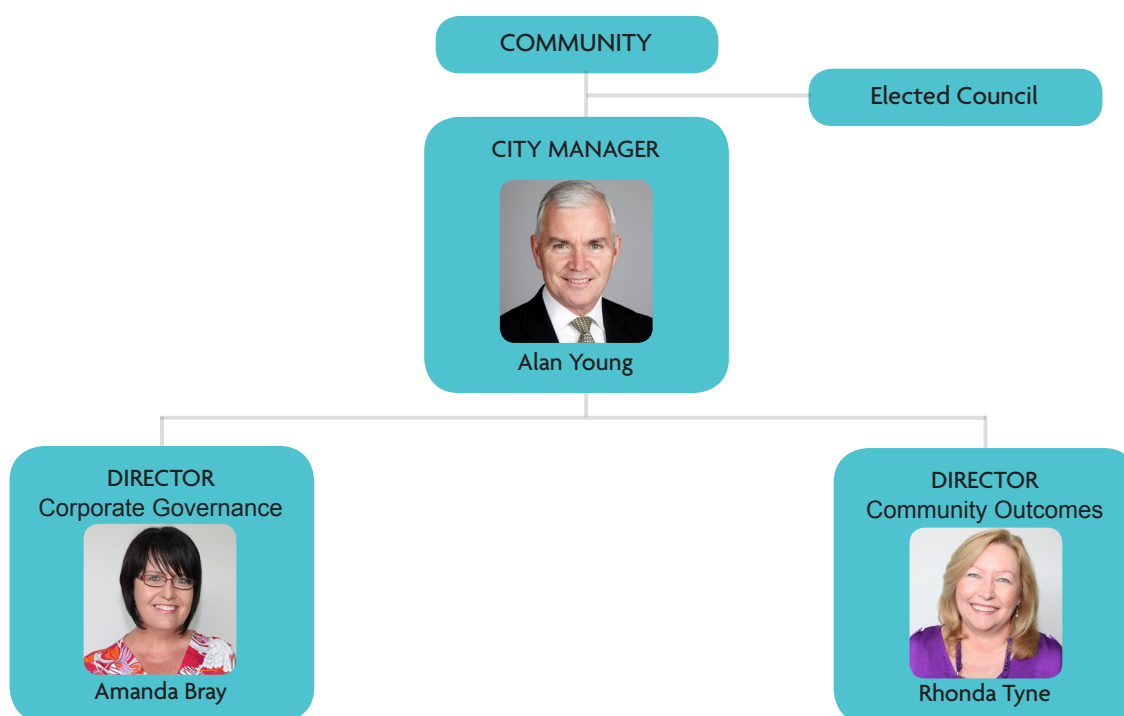 COMMUNITY
Elected Council
CITY MANAGER
Alan Young
DIRECTOR
Corporate Governance
Amanda Bray
DIRECTOR
Community Outcomes
Rhonda Tyne